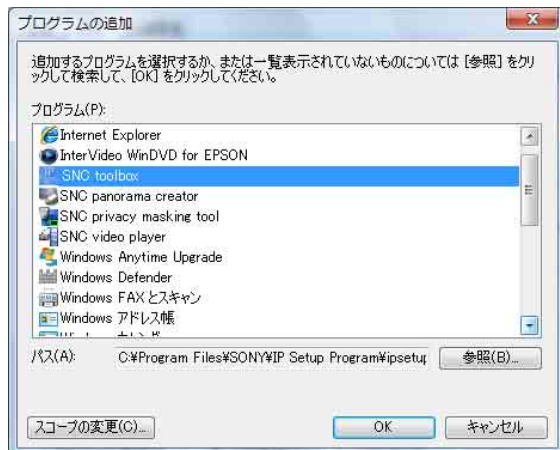 プログラムの追加
追加するプログラムを選択するか、または一覧表示されていないものについては [参照] をクリ
ックして検索して、[OK] をクリックしてください。
プログラム(P):
Internet Explorer
InterVideo WinDVD for EPSON
SNC toolbox
SNC panorama creator
SNC privacy masking tool
SNC video player
Windows Anytime Upgrade
Windows Defender
Windows FAX とスキャン
Windows アドレス帳
パス(A):
C:¥Program Files¥SONY¥IP Setup Program¥ipsetup
参照(B)...
スコープの変更(C)...
OK
キャンセル